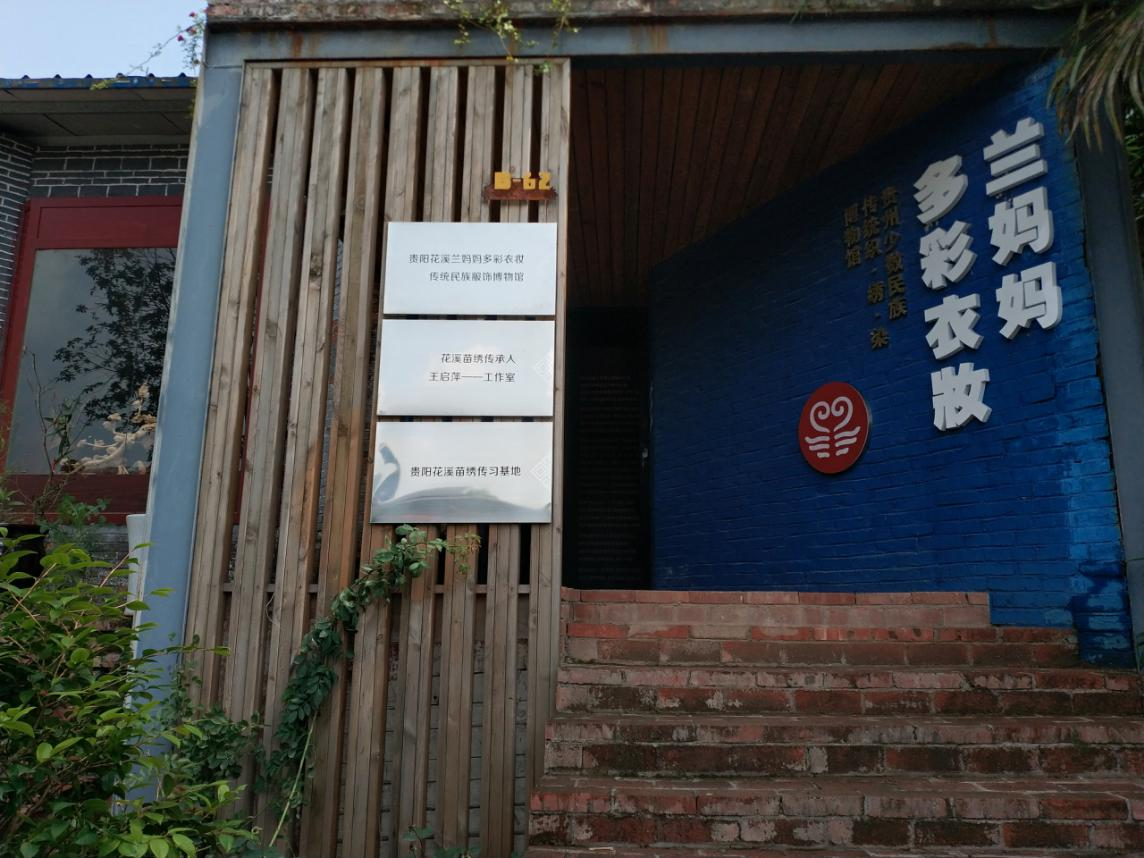 B-62
贵阳花溪兰妈妈多彩衣妆
传统民族服饰博物馆
花溪苗绣传承人
王启萍——工作室
贵阳花溪苗绣传习基地
兰妈妈
多彩衣妆
贵州少数民族
传统织·绣·染
博物馆